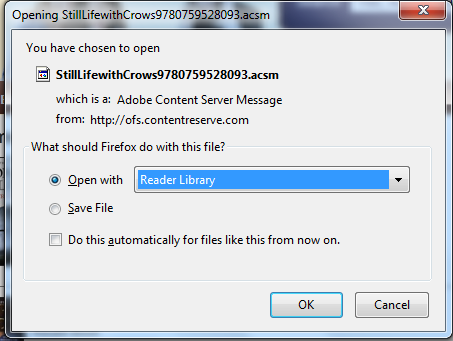 Opening StillLifewithCrows9780759528093.acsm
You have chosen to open
StillLifewithCrows9780759528093.acsm
which is a: Adobe Content Server Message
from: http://ofs.contentreserve.com
What should Firefox do with this file?
Open with Reader Library
Save File
Do this automatically for files like this from now on.
OK Cancel